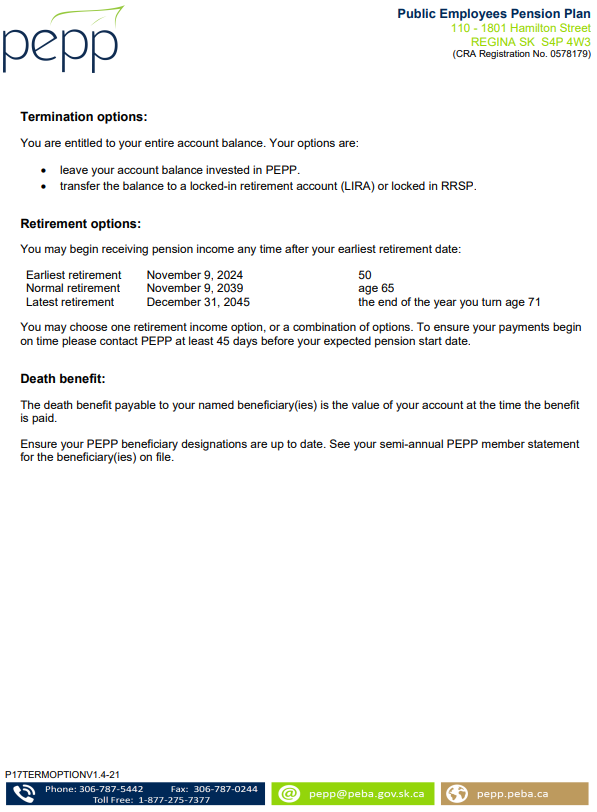 pepp
Public Employees Pension Plan
110 - 1801 Hamilton Street
REGINA SK S4P 4W3
(CRA Registration No. 0578179)
Termination options:
You are entitled to your entire account balance. Your options are:
• leave your account balance invested in PEPP.
• transfer the balance to a locked-in retirement account (LIRA) or locked in RRSP.
Retirement options:
You may begin receiving pension income any time after your earliest retirement date:
Earliest retirement November 9, 2024 50
Normal retirement November 9, 2039 age 65
Latest retirement December 31, 2045 the end of the year you turn age 71
You may choose one retirement income option, or a combination of options. To ensure your payments begin
on time please contact PEPP at least 45 days before your expected pension start date.
Death benefit:
The death benefit payable to your named beneficiary(ies) is the value of your account at the time the benefit
is paid.
Ensure your PEPP beneficiary designations are up to date. See your semi-annual PEPP member statement
for the beneficiary(ies) on file.
P17TERMOPTIONV1.4-21
Phone: 306-787-5442 Fax: 306-787-0244
Toll Free: 1-877-275-7377
pepp@peba.gov.sk.ca
pepp.peba.ca